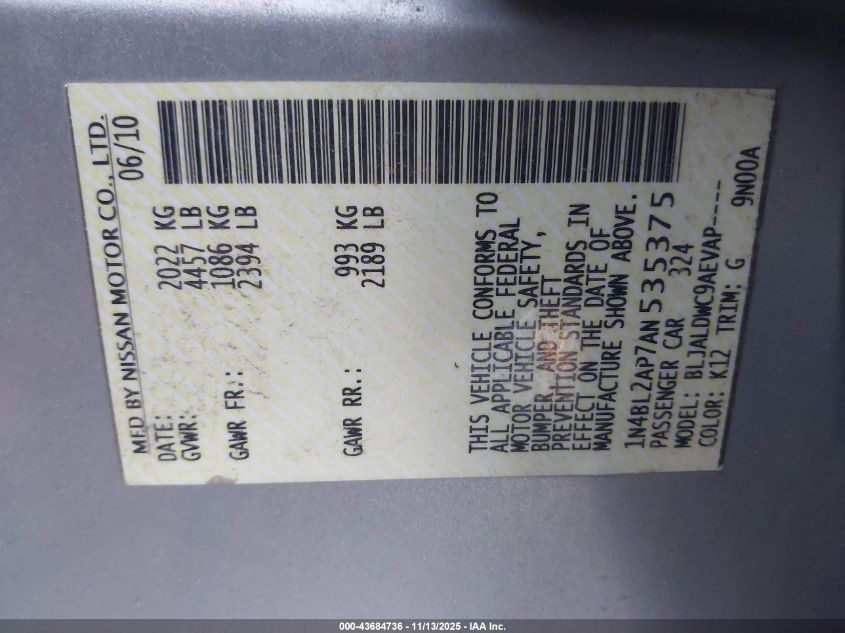 MFD BY NISSAN MOTOR CO., LTD.
DATE: 06/10
GVWR: 2022 KG
4457 LB
GAWR FR.: 1086 KG
2394 LB
GAWR RR.: 993 KG
2189 LB
THIS VEHICLE CONFORMS TO
ALL APPLICABLE FEDERAL
MOTOR VEHICLE SAFETY,
BUMPER AND THEFT
PREVENTION STANDARDS IN
EFFECT ON THE DATE OF
MANUFACTURE SHOWN ABOVE.
1N4BL2AP7AN535375
PASSENGER CAR 324
MODEL: BLJALDWC9AEVAP-----
COLOR: K12 TRIM: G 9N00A
000-43684736 - 11/13/2025 - IAA Inc.